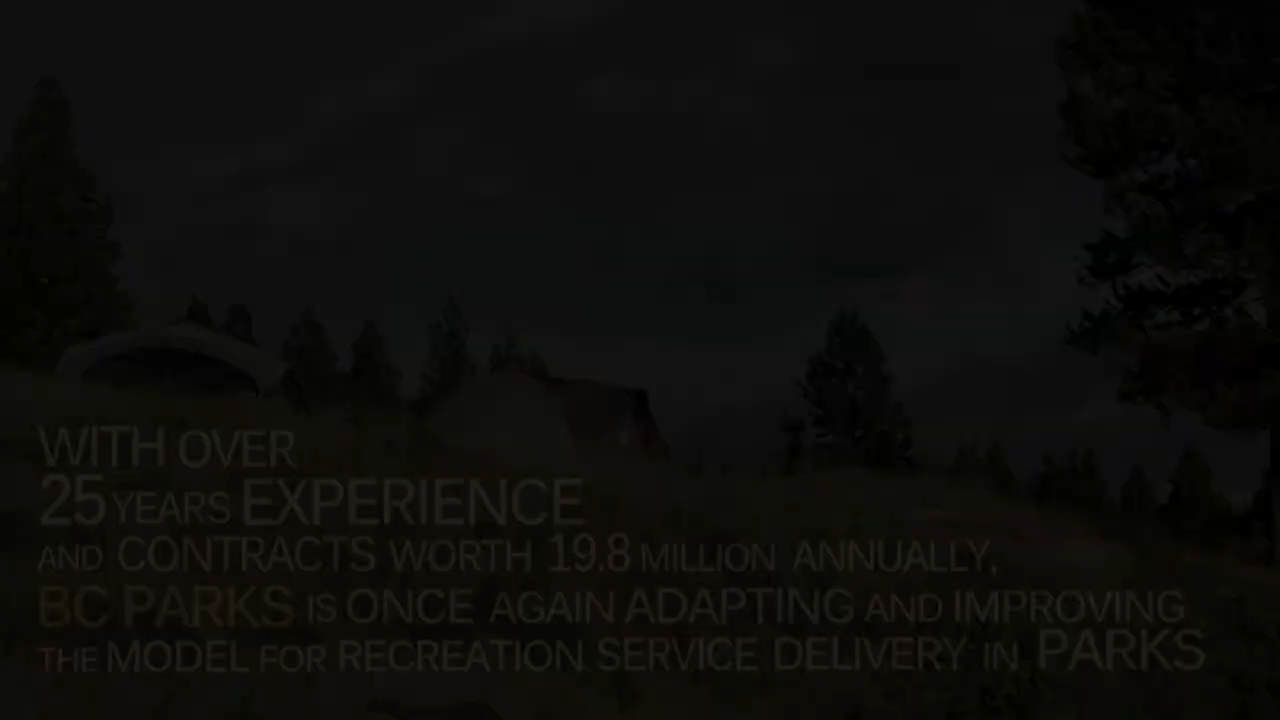 WITH OVER
25 YEARS EXPERIENCE
AND CONTRACTS WORTH 19.8 MILLION ANNUALLY,
BC PARKS IS ONCE AGAIN ADAPTING AND IMPROVING
THE MODEL FOR RECREATION SERVICE DELIVERY IN PARKS